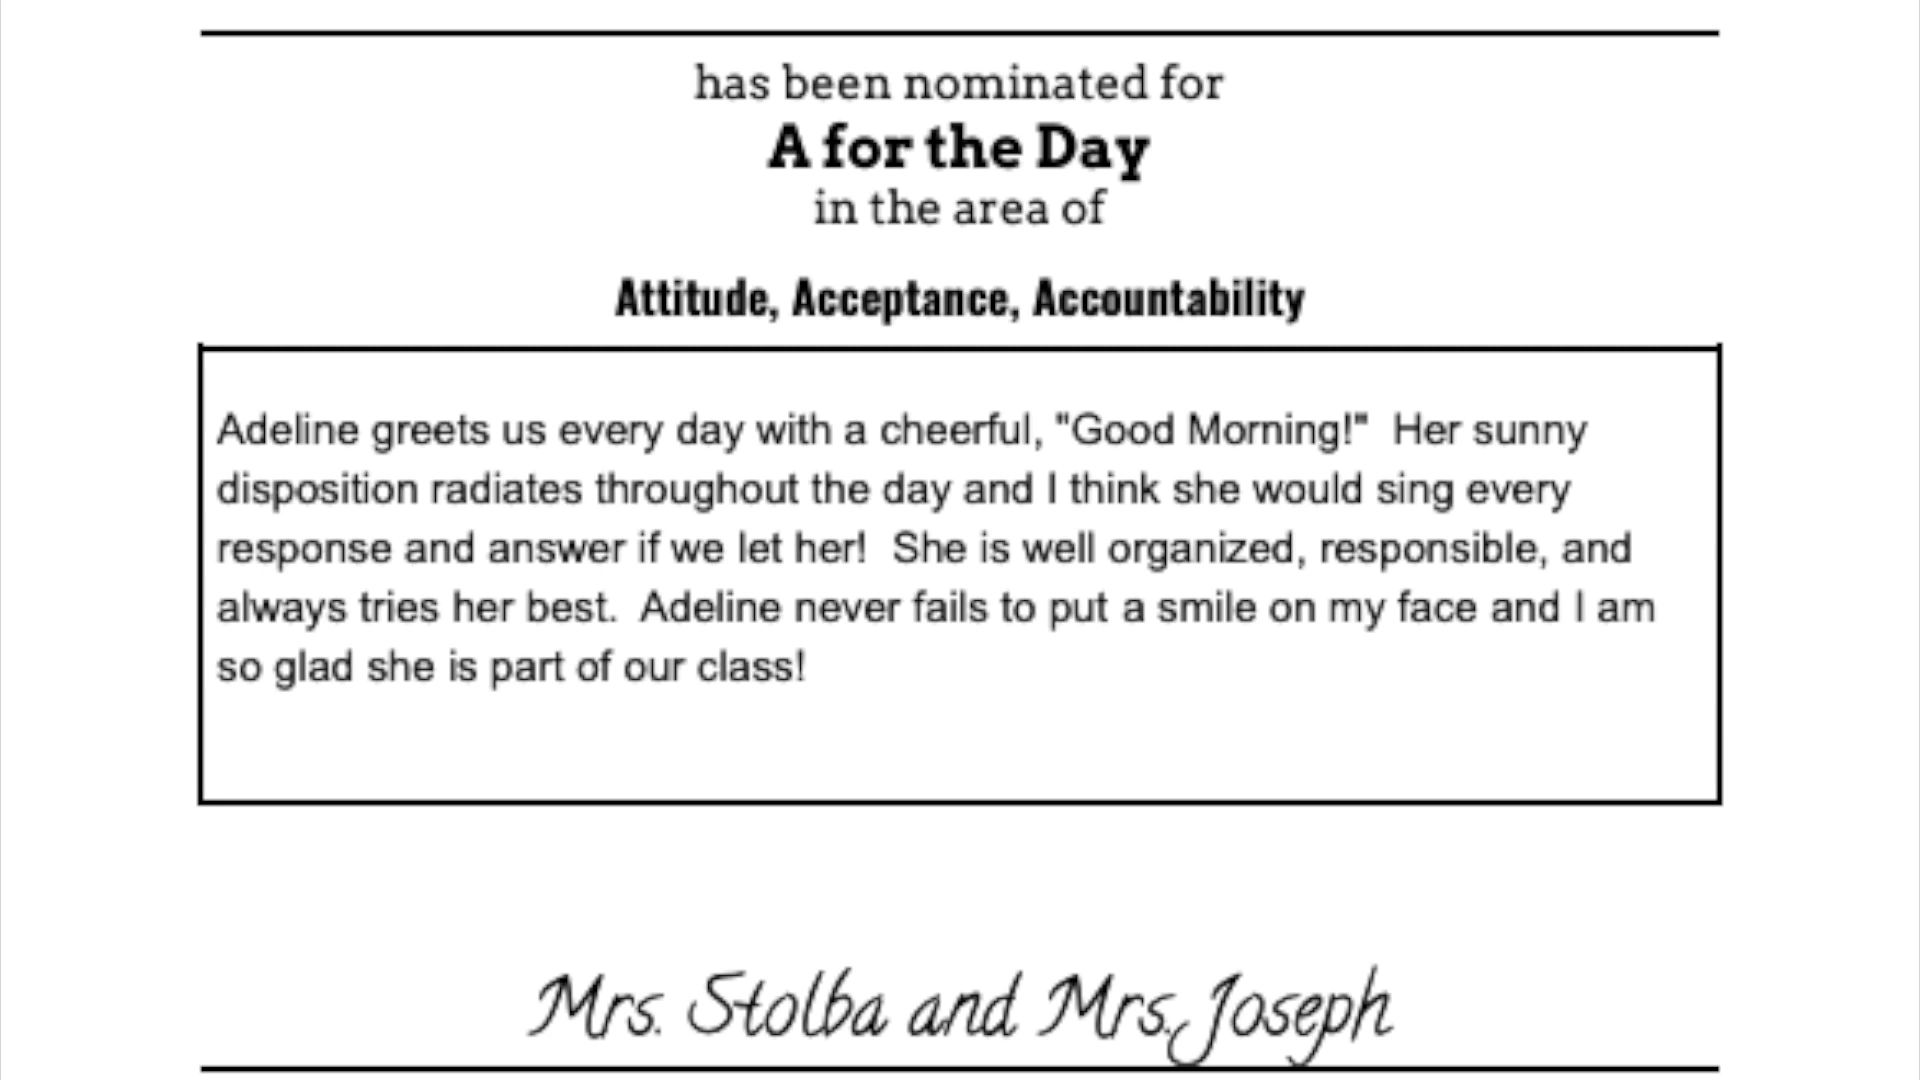 has been nominated for
A for the Day
in the area of
Attitude, Acceptance, Accountability
Adeline greets us every day with a cheerful, "Good Morning!"  Her sunny
disposition radiates throughout the day and I think she would sing every
response and answer if we let her!  She is well organized, responsible, and
always tries her best.  Adeline never fails to put a smile on my face and I am
so glad she is part of our class!
Mrs. Stolba and Mrs. Joseph